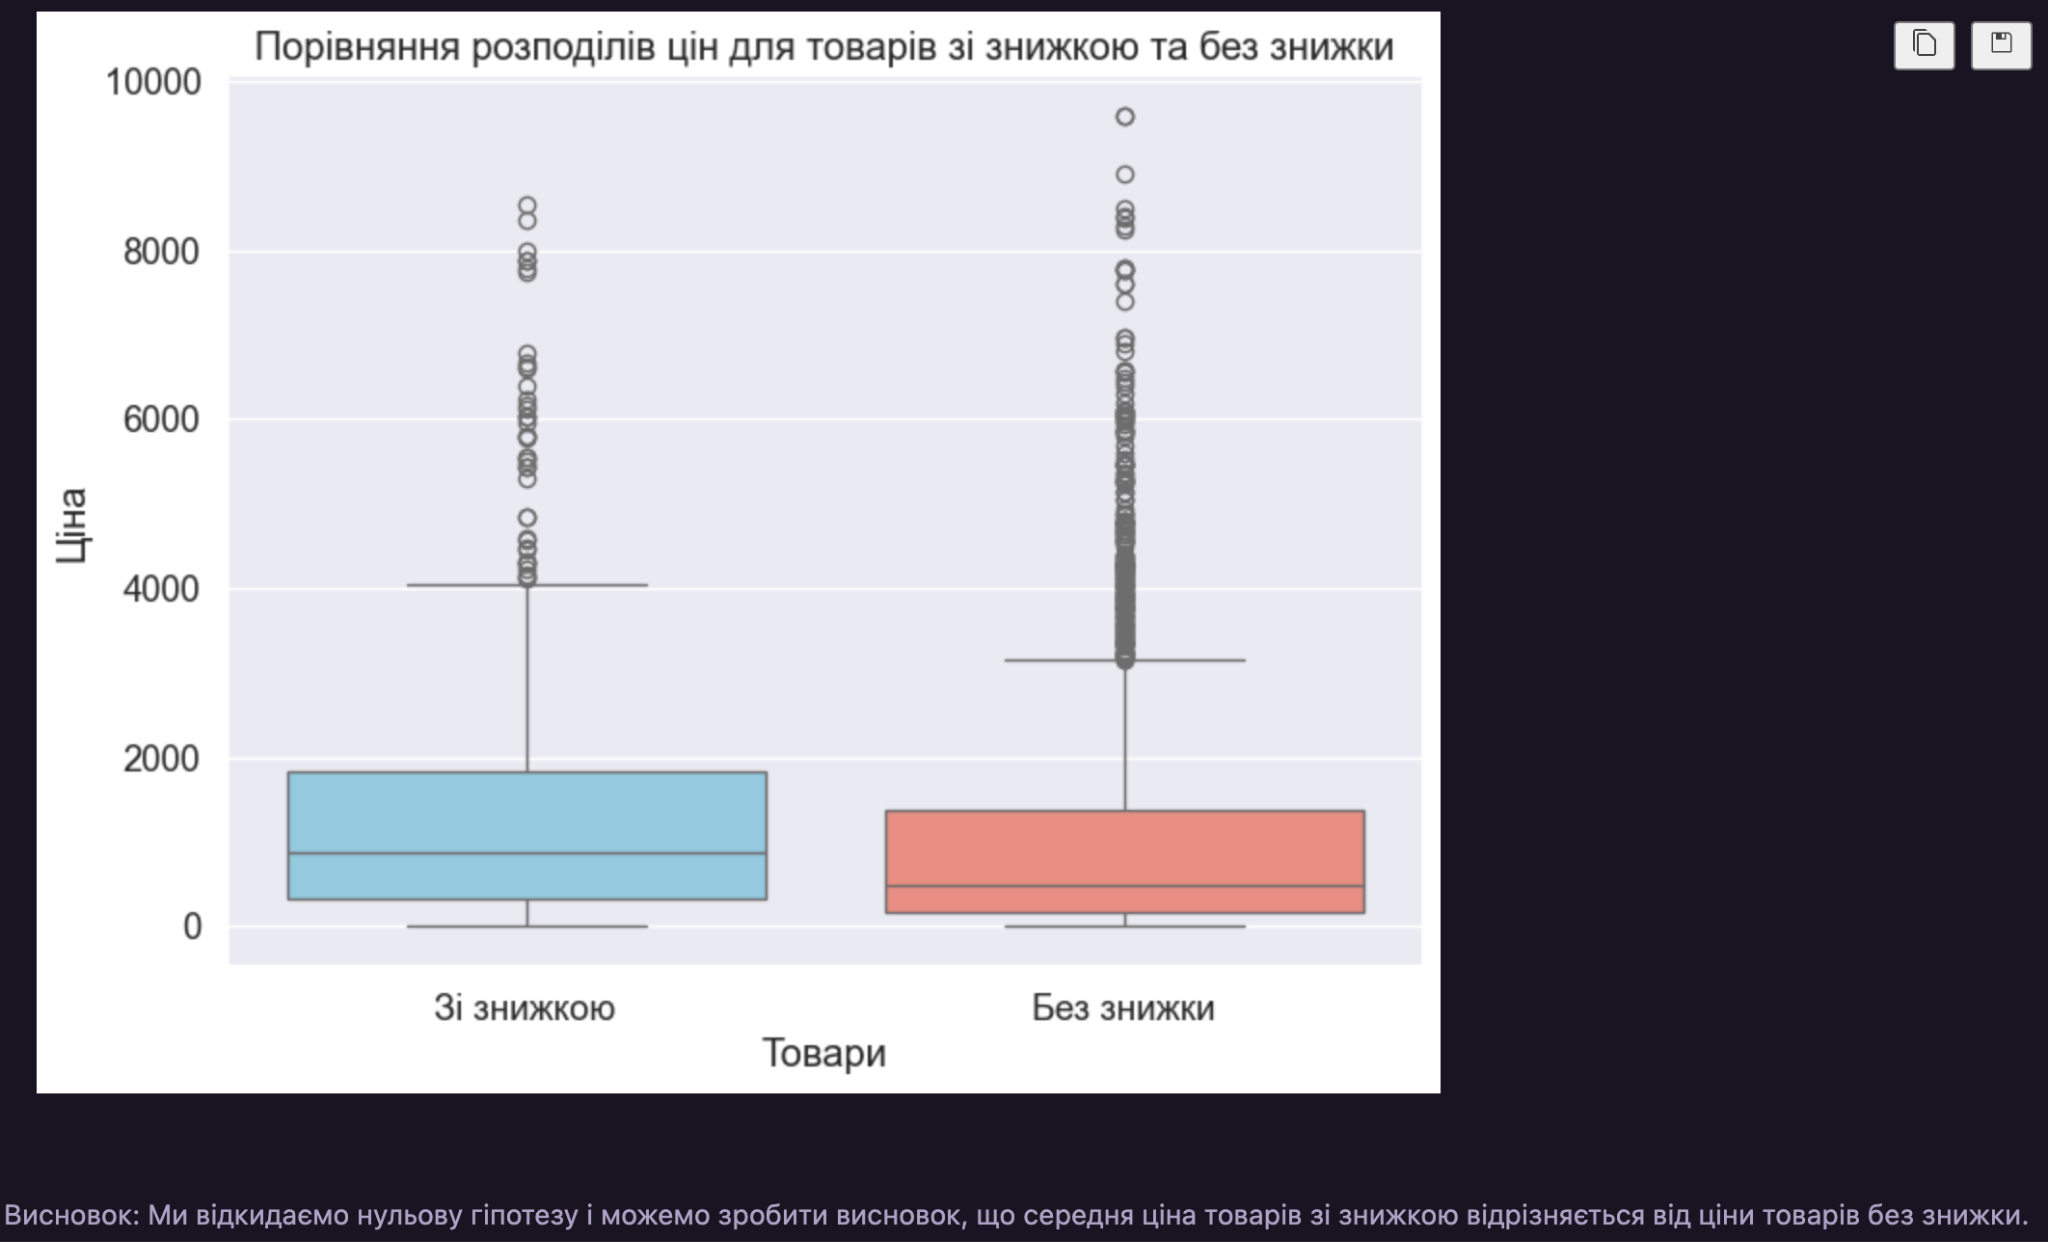 Порівняння розподілів цін для товарів зі знижкою та без знижки
10000
8000
6000
4000
2000
0
Ціна
Зі знижкою
Без знижки
Товари
Висновок: Ми відкидаємо нульову гіпотезу і можемо зробити висновок, що середня ціна товарів зі знижкою відрізняється від ціни товарів без знижки.